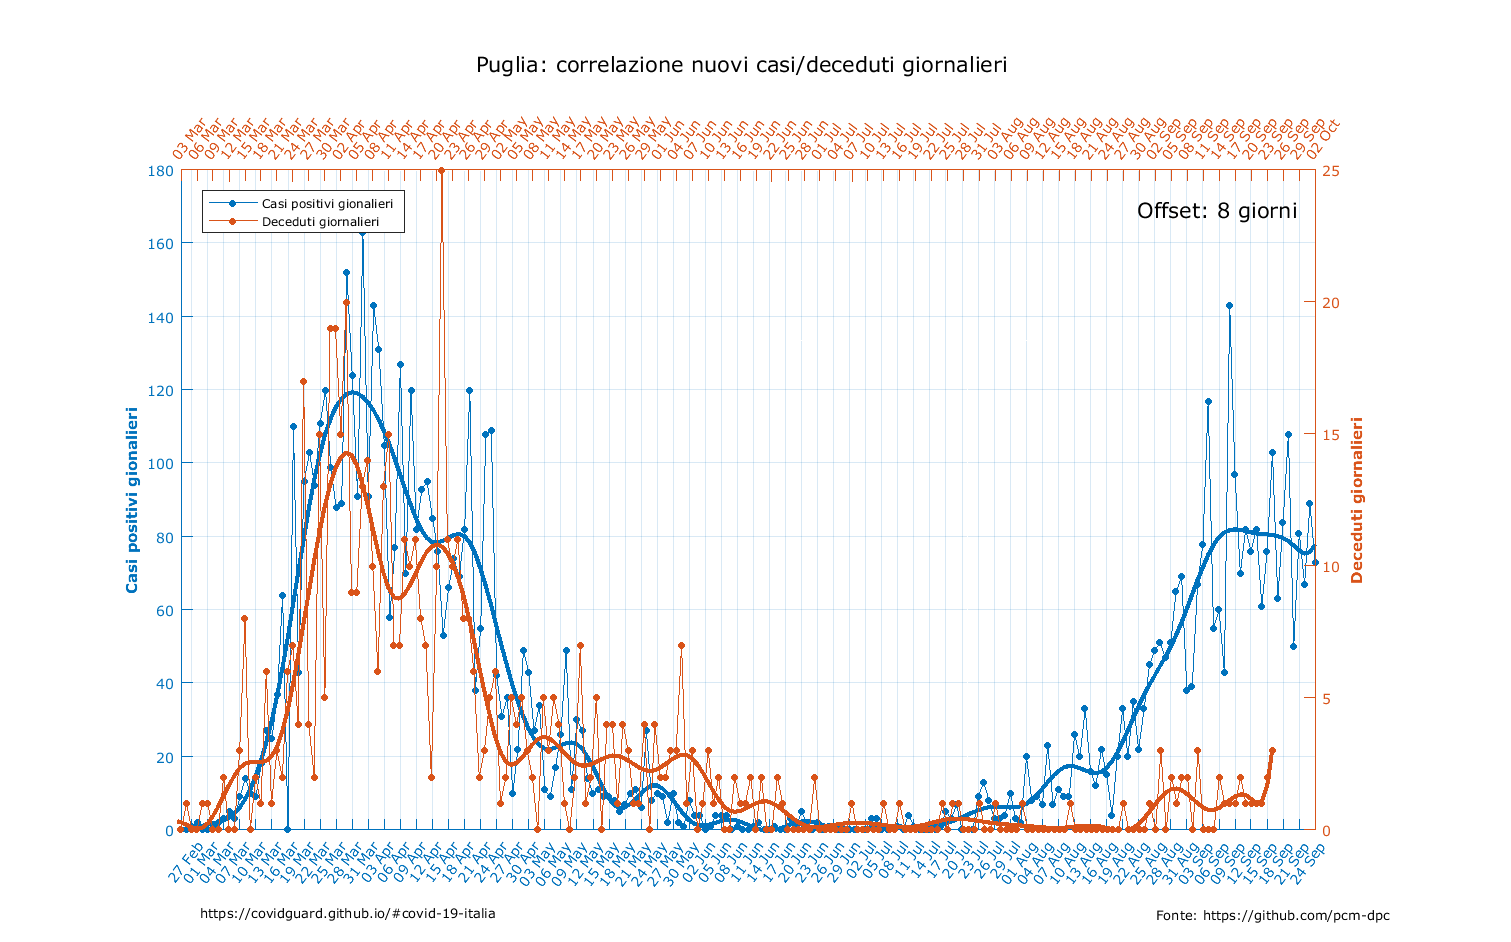 Puglia: correlazione nuovi casi/deceduti giornalieri
03 Mar
06 Mar
09 Mar
12 Mar
15 Mar
18 Mar
21 Mar
24 Mar
27 Mar
30 Mar
02 Apr
05 Apr
08 Apr
11 Apr
14 Apr
17 Apr
20 Apr
23 Apr
26 Apr
29 Apr
02 May
05 May
08 May
11 May
14 May
17 May
20 May
23 May
26 May
29 May
01 Jun
04 Jun
07 Jun
10 Jun
13 Jun
16 Jun
19 Jun
22 Jun
25 Jun
28 Jun
01 Jul
04 Jul
07 Jul
10 Jul
13 Jul
16 Jul
19 Jul
22 Jul
25 Jul
28 Jul
31 Jul
03 Aug
06 Aug
09 Aug
12 Aug
15 Aug
18 Aug
21 Aug
24 Aug
27 Aug
30 Aug
02 Sep
05 Sep
08 Sep
11 Sep
14 Sep
17 Sep
20 Sep
23 Sep
26 Sep
29 Sep
02 Oct
Casi positivi gionalieri
Deceduti giornalieri
Offset: 8 giorni
180
160
140
120
100
80
60
40
20
0
Casi positivi gionalieri
25
20
15
10
5
0
Deceduti giornalieri
27 Feb
01 Mar
04 Mar
07 Mar
10 Mar
13 Mar
16 Mar
19 Mar
22 Mar
25 Mar
28 Mar
31 Mar
03 Apr
06 Apr
09 Apr
12 Apr
15 Apr
18 Apr
21 Apr
24 Apr
27 Apr
30 Apr
03 May
06 May
09 May
12 May
15 May
18 May
21 May
24 May
27 May
30 May
02 Jun
05 Jun
08 Jun
11 Jun
14 Jun
17 Jun
20 Jun
23 Jun
26 Jun
29 Jun
02 Jul
05 Jul
08 Jul
11 Jul
14 Jul
17 Jul
20 Jul
23 Jul
26 Jul
29 Jul
01 Aug
04 Aug
07 Aug
10 Aug
13 Aug
16 Aug
19 Aug
22 Aug
25 Aug
28 Aug
31 Aug
03 Sep
06 Sep
09 Sep
12 Sep
15 Sep
18 Sep
21 Sep
24 Sep
https://covidguard.github.io/#covid-19-italia
Fonte: https://github.com/pcm-dpc